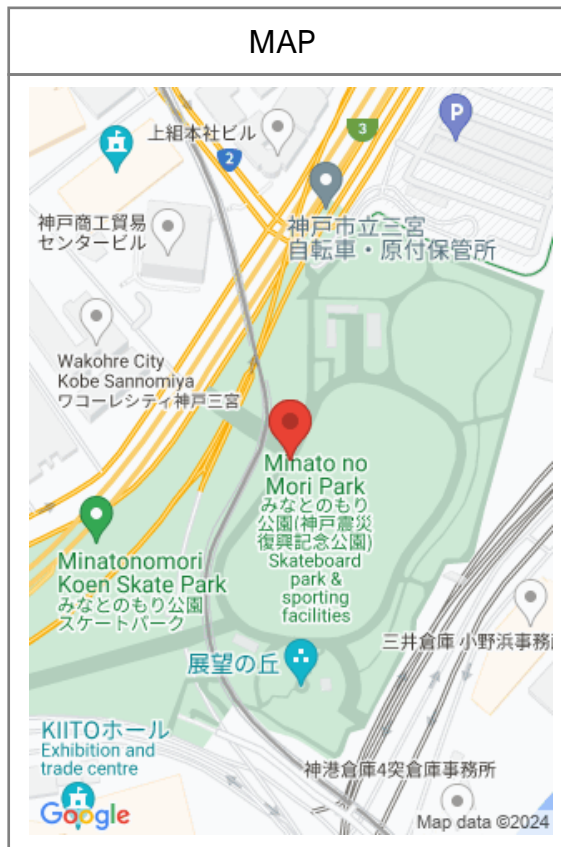 MAP
上組本社ビル
3
P
2
神戸商工貿易
センタービル
神戸市立三宮
自転車・原付保管所
Wakohre City
Kobe Sannomiya
ワコーレシティ神戸三宮
Minato no
Mori Park
みなとのもり
公園(神戸震災
復興記念公園)
Skateboard
park &
sporting
facilities
Minatonomori
Koen Skate Park
みなとのもり公園
スケートパーク
三井倉庫 小野浜事務
展望の丘
KIITOホール
Exhibition and
trade centre
神港倉庫4突倉庫事務所
Google
Map data ©2024